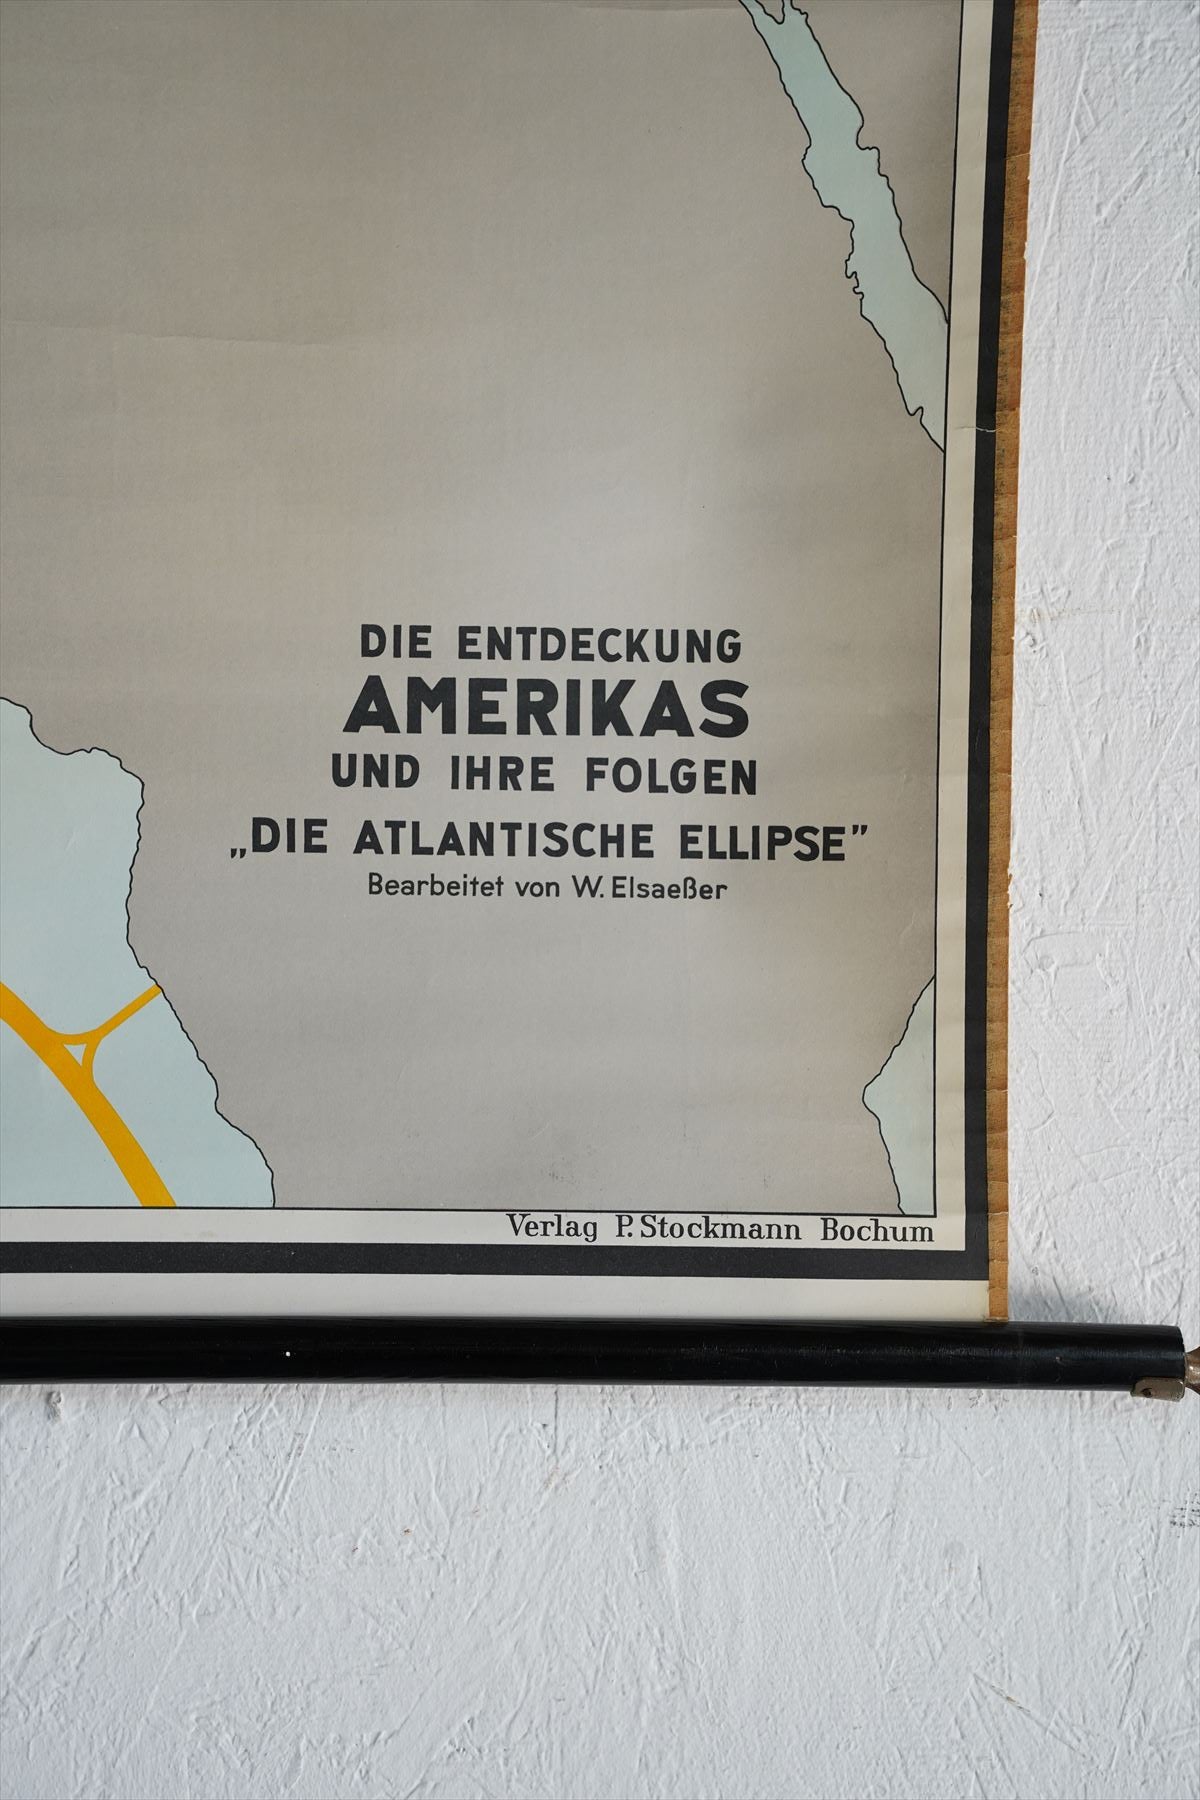 DIE ENTDECKUNG
AMERIKAS
UND IHRE FOLGEN
„DIE ATLANTISCHE ELLIPSE”
Bearbeitet von W. Elsaeßer
Verlag P. Stockmann Bochum